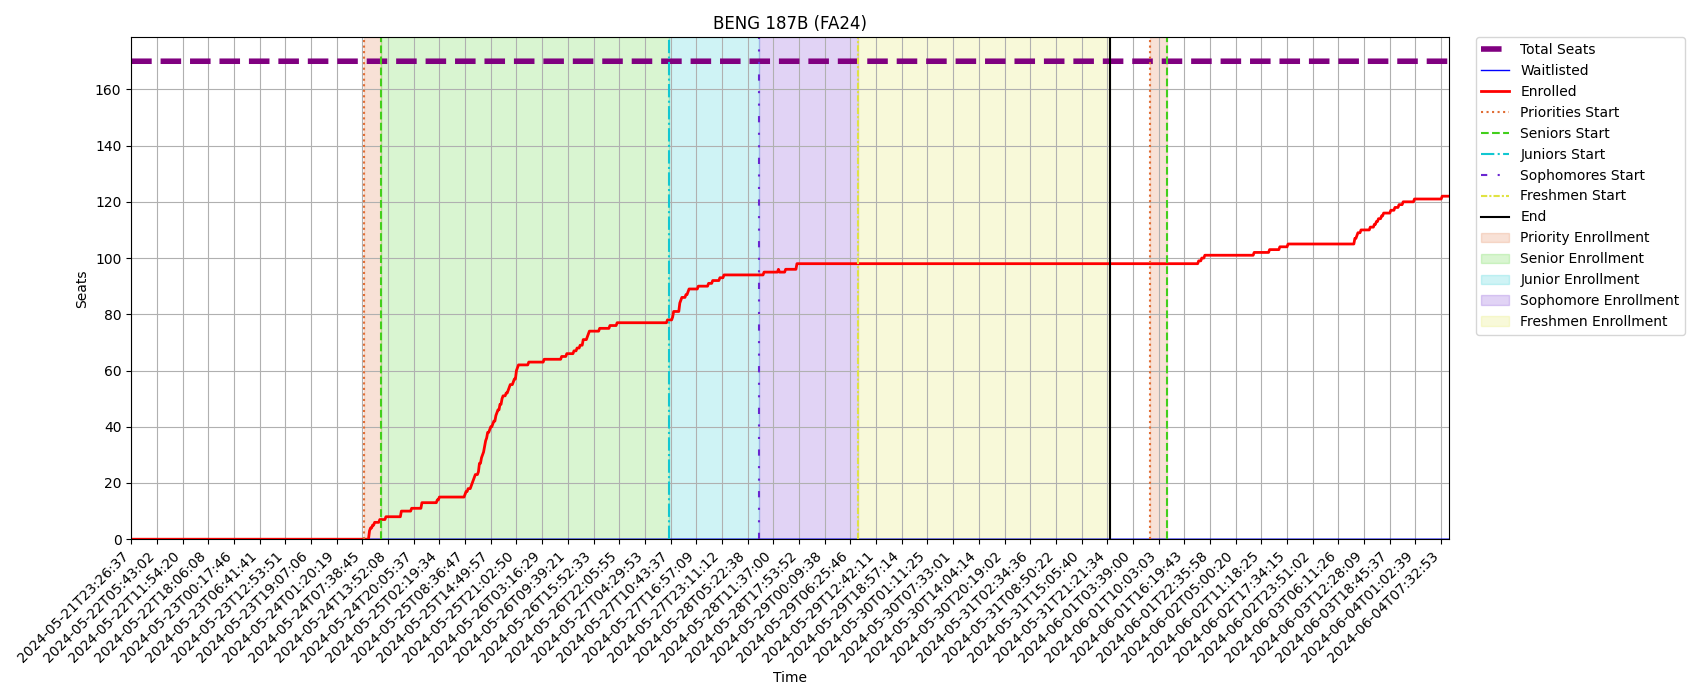 BENG 187B (FA24)
Seats
160
140
120
100
80
60
40
20
0
2024-05-21T23:26:37
2024-05-22T05:43:02
2024-05-22T11:54:20
2024-05-22T18:06:08
2024-05-23T00:17:46
2024-05-23T06:41:41
2024-05-23T12:53:51
2024-05-23T19:07:06
2024-05-24T01:20:19
2024-05-24T07:38:45
2024-05-24T13:52:08
2024-05-24T20:05:37
2024-05-25T02:19:34
2024-05-25T08:36:47
2024-05-25T14:49:57
2024-05-25T21:02:50
2024-05-26T03:16:29
2024-05-26T09:39:21
2024-05-26T15:52:33
2024-05-26T22:05:55
2024-05-27T04:29:53
2024-05-27T10:43:37
2024-05-27T16:57:09
2024-05-27T23:11:12
2024-05-28T05:22:38
2024-05-28T11:37:00
2024-05-28T17:53:52
2024-05-29T00:09:38
2024-05-29T06:25:46
2024-05-29T12:42:11
2024-05-29T18:57:14
2024-05-30T01:11:25
2024-05-30T07:33:01
2024-05-30T14:04:14
2024-05-30T20:19:02
2024-05-31T02:34:36
2024-05-31T08:50:22
2024-05-31T15:05:40
2024-05-31T21:21:34
2024-06-01T03:39:00
2024-06-01T10:03:03
2024-06-01T16:19:43
2024-06-01T22:35:58
2024-06-02T05:00:20
2024-06-02T11:18:25
2024-06-02T17:34:15
2024-06-02T23:51:02
2024-06-03T06:11:26
2024-06-03T12:28:09
2024-06-03T18:45:37
2024-06-04T01:02:39
2024-06-04T07:32:53
Time
Total Seats
Waitlisted
Enrolled
Priorities Start
Seniors Start
Juniors Start
Sophomores Start
Freshmen Start
End
Priority Enrollment
Senior Enrollment
Junior Enrollment
Sophomore Enrollment
Freshmen Enrollment